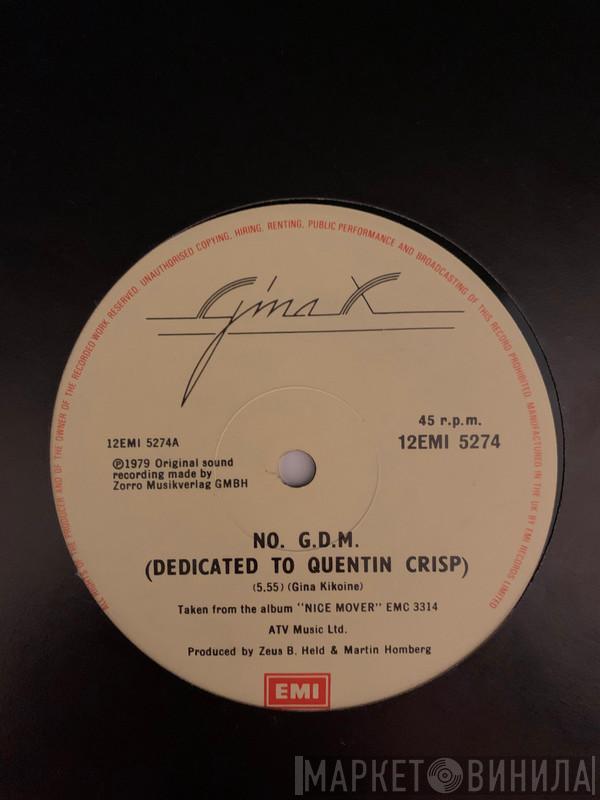 ALL RIGHTS OF THE PRODUCER AND OF THE OWNER OF THE RECORDED WORK RESERVED. UNAUTHORISED COPYING, HIRING, RENTING, PUBLIC PERFORMANCE AND BROADCASTING OF THIS RECORD PROHIBITED. MANUFACTURED IN THE UK BY EMI RECORDS LIMITED
Gina X
12EMI 5274A
45 r.p.m.
12EMI 5274
℗1979 Original sound
recording made by
Zorro Musikverlag GMBH
NO. G.D.M.
(DEDICATED TO QUENTIN CRISP)
(5.55) (Gina Kikoine)
Taken from the album "NICE MOVER" EMC 3314
ATV Music Ltd.
Produced by Zeus B. Held & Martin Homberg
EMI
МАРКЕТ ВИНИЛА